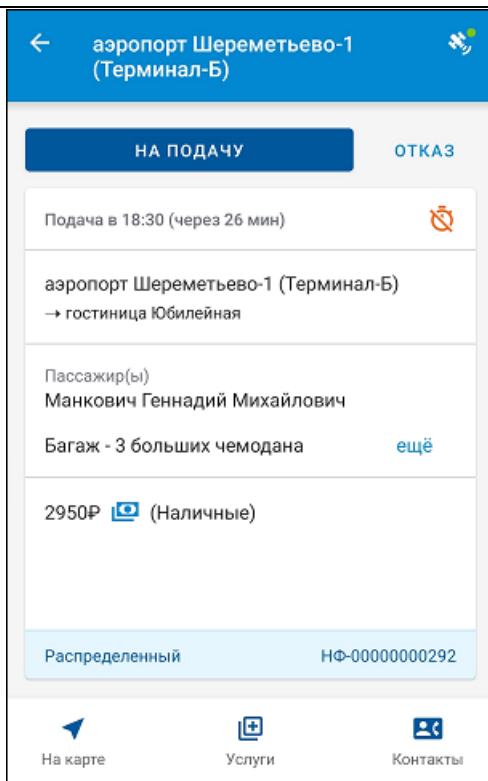 аэропорт Шереметьево-1
(Терминал-Б)
НА ПОДАЧУ
ОТКАЗ
Подача в 18:30 (через 26 мин)
аэропорт Шереметьево-1 (Терминал-Б)
→ гостиница Юбилейная
Пассажир(ы)
Манкович Геннадий Михайлович
Багаж - 3 больших чемодана
ещё
2950₽ (Наличные)
Распределенный
НФ-00000000292
На карте
Услуги
Контакты